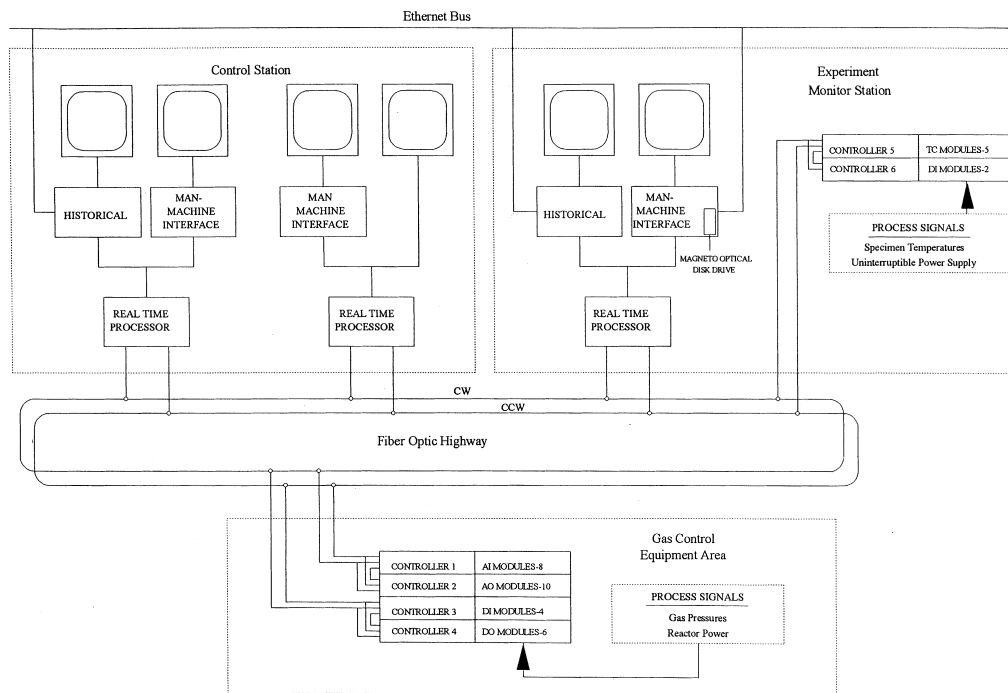 Ethernet Bus
Control Station
HISTORICAL
MAN-
MACHINE
INTERFACE
MAN
MACHINE
INTERFACE
REAL TIME
PROCESSOR
REAL TIME
PROCESSOR
Experiment
Monitor Station
HISTORICAL
MAN-
MACHINE
INTERFACE
MAGNETO OPTICAL
DISK DRIVE
REAL TIME
PROCESSOR
CONTROLLER 5 TC MODULES-5
CONTROLLER 6 DI MODULES-2
PROCESS SIGNALS
Specimen Temperatures
Uninterruptible Power Supply
CW
CCW
Fiber Optic Highway
Gas Control
Equipment Area
CONTROLLER 1 AI MODULES-8
CONTROLLER 2 AO MODULES-10
CONTROLLER 3 DI MODULES-4
CONTROLLER 4 DO MODULES-6
PROCESS SIGNALS
Gas Pressures
Reactor Power